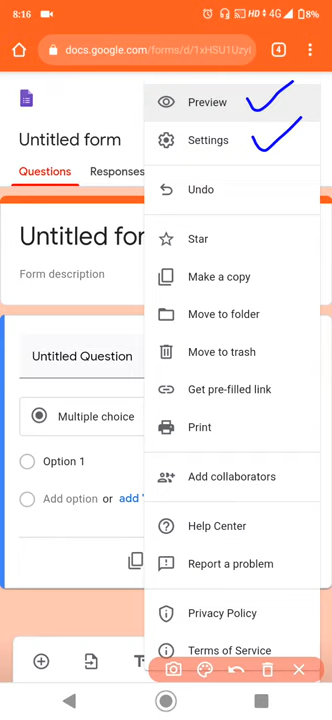 8:16
HD 4G 8%
docs.google.com/forms/d/1xHSU1Uzyl
4
Untitled form
Questions Responses
Untitled for
Form description
Untitled Question
Multiple choice
Option 1
Add option or add "
Tт
Preview
Settings
Undo
Star
Make a copy
Move to folder
Move to trash
Get pre-filled link
Print
Add collaborators
Help Center
Report a problem
Privacy Policy
Terms of Service